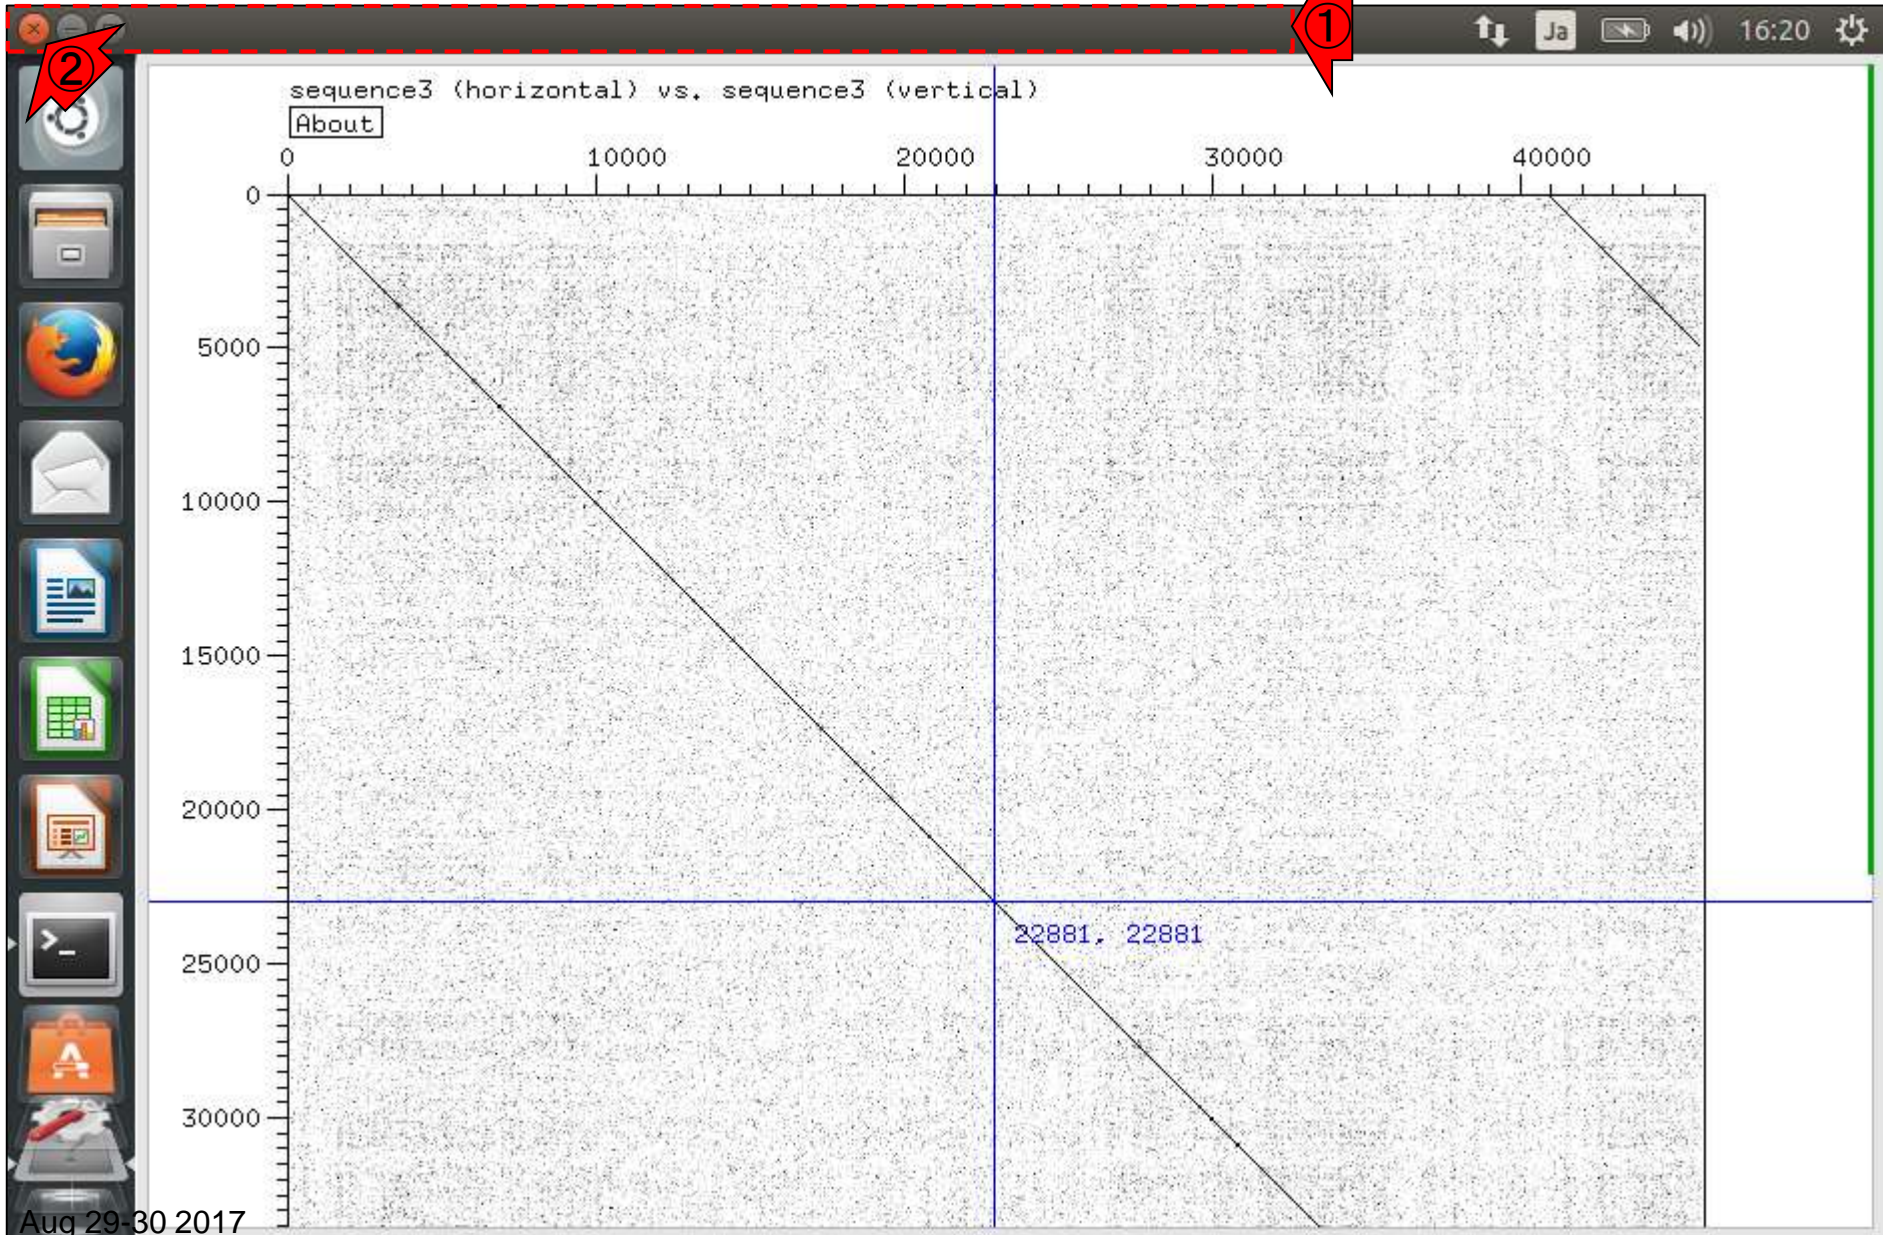 ①
Ja
16:20
②
sequence3 (horizontal) vs. sequence3 (vertical)
About
0 10000 20000 30000 40000
0
5000
10000
15000
20000
22881, 22881
25000
30000
Aug 29-30 2017